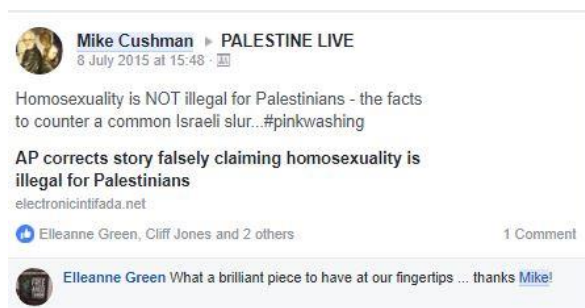 Mike Cushman ▸ PALESTINE LIVE
8 July 2015 at 15:48 ·
Homosexuality is NOT illegal for Palestinians - the facts
to counter a common Israeli slur...#pinkwashing
AP corrects story falsely claiming homosexuality is
illegal for Palestinians
electronicintifada.net
Elleanne Green, Cliff Jones and 2 others 1 Comment
Elleanne Green What a brilliant piece to have at our fingertips ... thanks Mike!